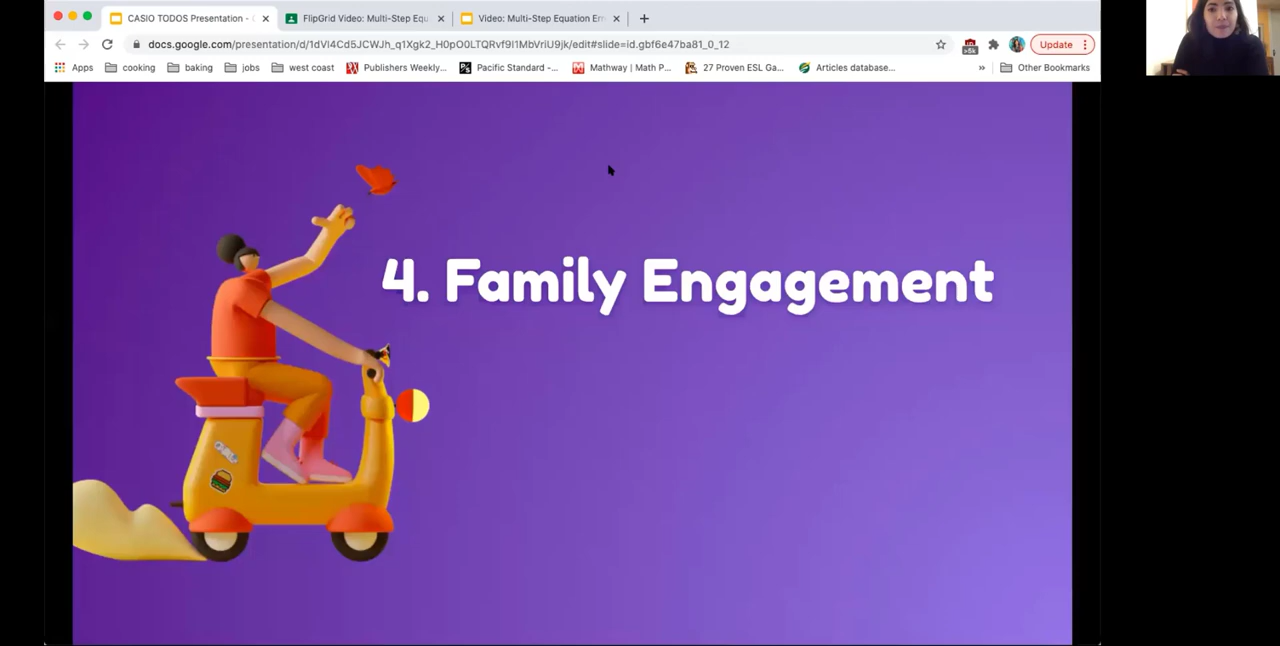 CASIO TODOS Presentation -
FlipGrid Video: Multi-Step Equ
Video: Multi-Step Equation Er
docs.google.com/presentation/d/1dVl4Cd5JCWJh_q1Xgk2_H0pO0LTQRvf9I1MbVriU9jk/edit#slide=id.gbf6e47ba81_0_12
Update
Apps
cooking
baking
jobs
west coast
Publishers Weekly...
Pacific Standard -...
Mathway | Math P...
27 Proven ESL Ga...
Articles database...
»
Other Bookmarks
4. Family Engagement